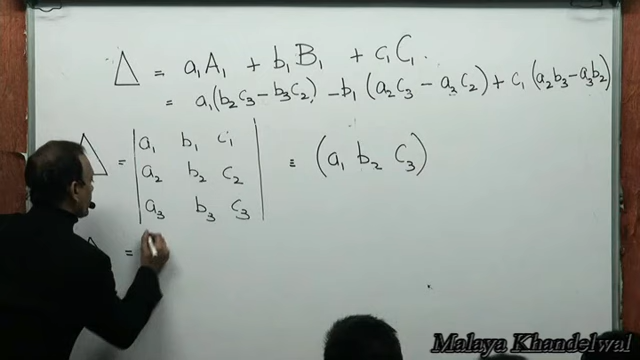 Δ = a₁A₁ + b₁B₁ + c₁C₁.
= a₁(b₂c₃ − b₃c₂) − b₁(a₂c₃ − a₃c₂) + c₁(a₂b₃ − a₃b₂)
Δ = | a₁ b₁ c₁ | ≡ (a₁ b₂ c₃)
| a₂ b₂ c₂ |
| a₃ b₃ c₃ |
=
Malaya Khandelwal